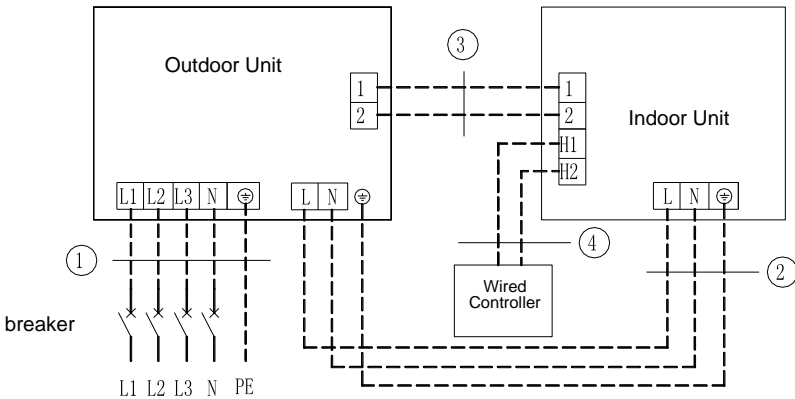 3
Outdoor Unit
1
1
2
2
Indoor Unit
H1
H2
L1 L2 L3 N
L N
L N
4
1
2
Wired
Controller
breaker
L1 L2 L3 N PE